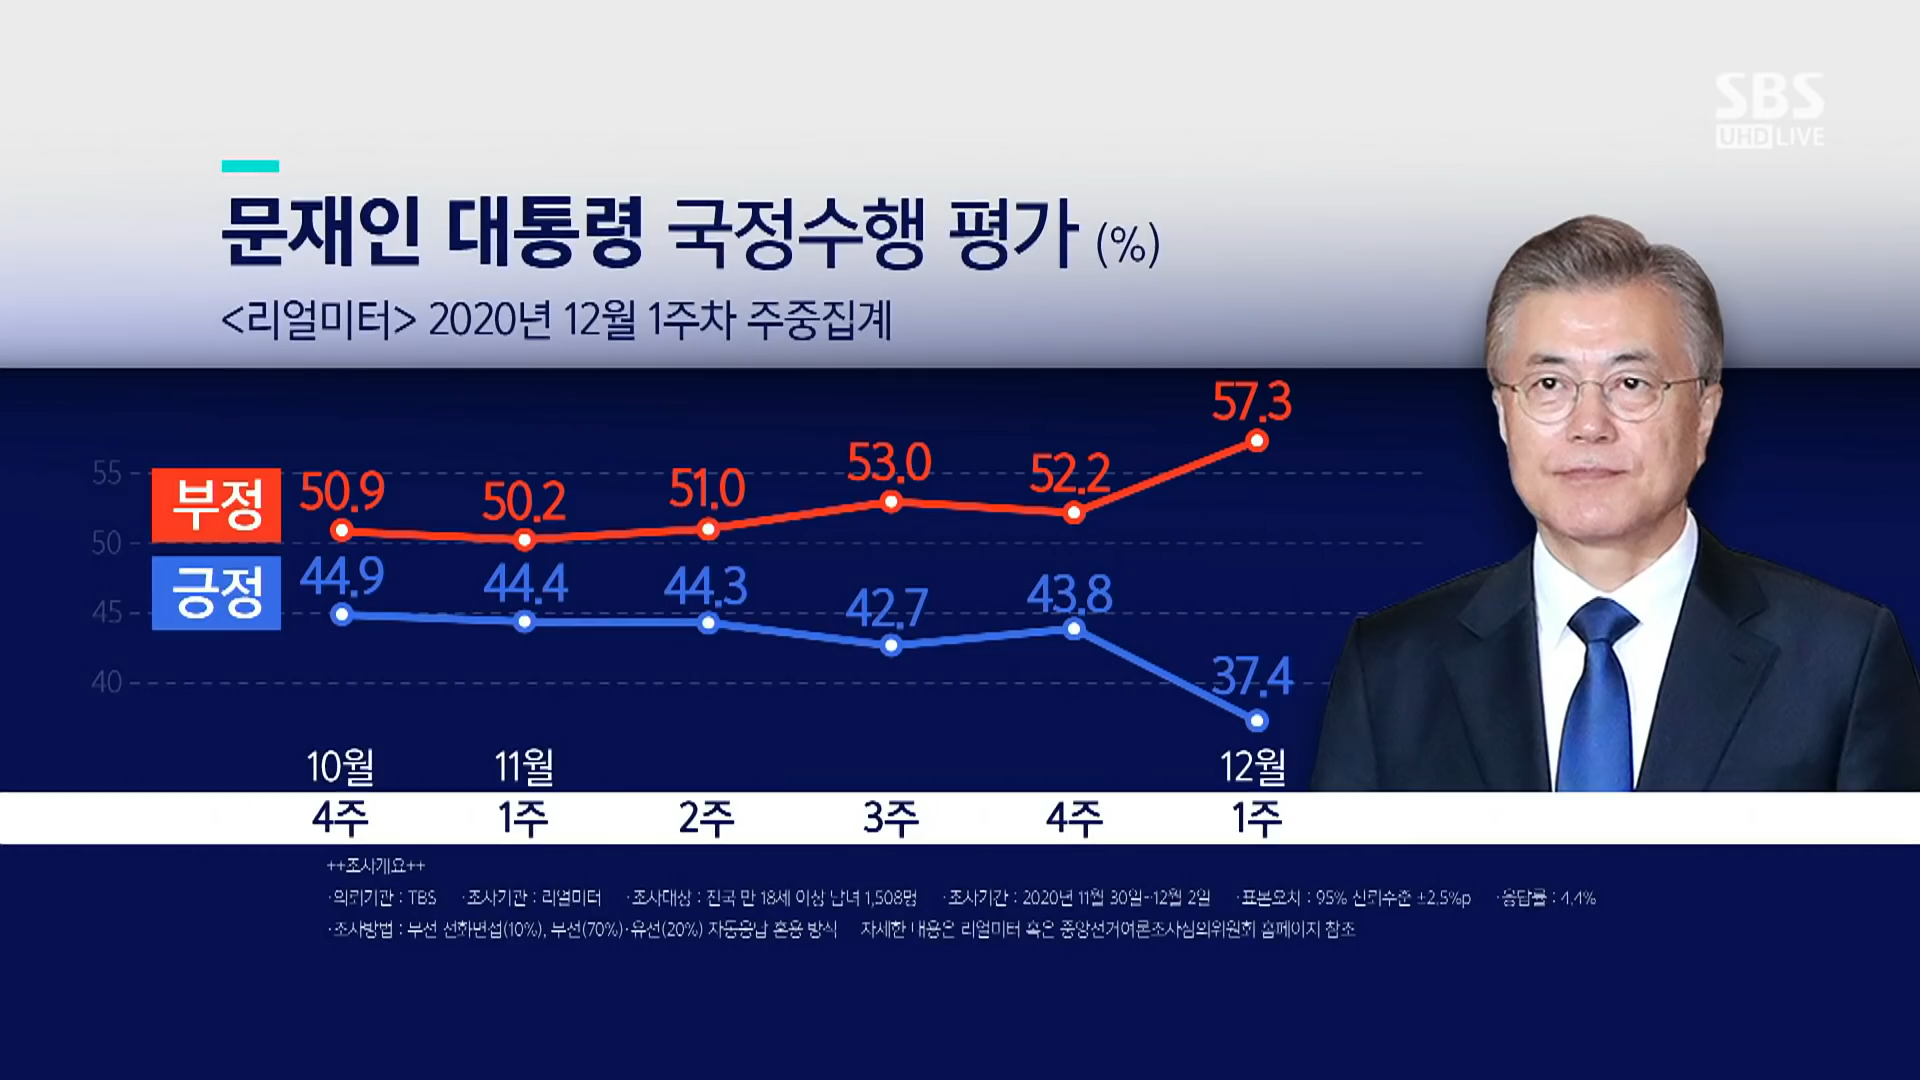 SBS
UHD LIVE
문재인 대통령 국정수행 평가 (%)
<리얼미터> 2020년 12월 1주차 주중집계
57.3
55
부정 50.9 50.2 51.0 53.0 52.2
50
긍정 44.9 44.4 44.3 42.7 43.8
45
37.4
40
10월 11월 12월
4주 1주 2주 3주 4주 1주
++조사개요++
·의뢰기관 : TBS ·조사기관 : 리얼미터 ·조사대상 : 전국 만 18세 이상 남녀 1,508명 ·조사기간 : 2020년 11월 30일~12월 2일 ·표본오차 : 95% 신뢰수준 ±2.5%p ·응답률 : 4.4%
·조사방법 : 무선 전화면접(10%), 무선(70%)·유선(20%) 자동응답 혼용 방식 자세한 내용은 리얼미터 혹은 중앙선거여론조사심의위원회 홈페이지 참조